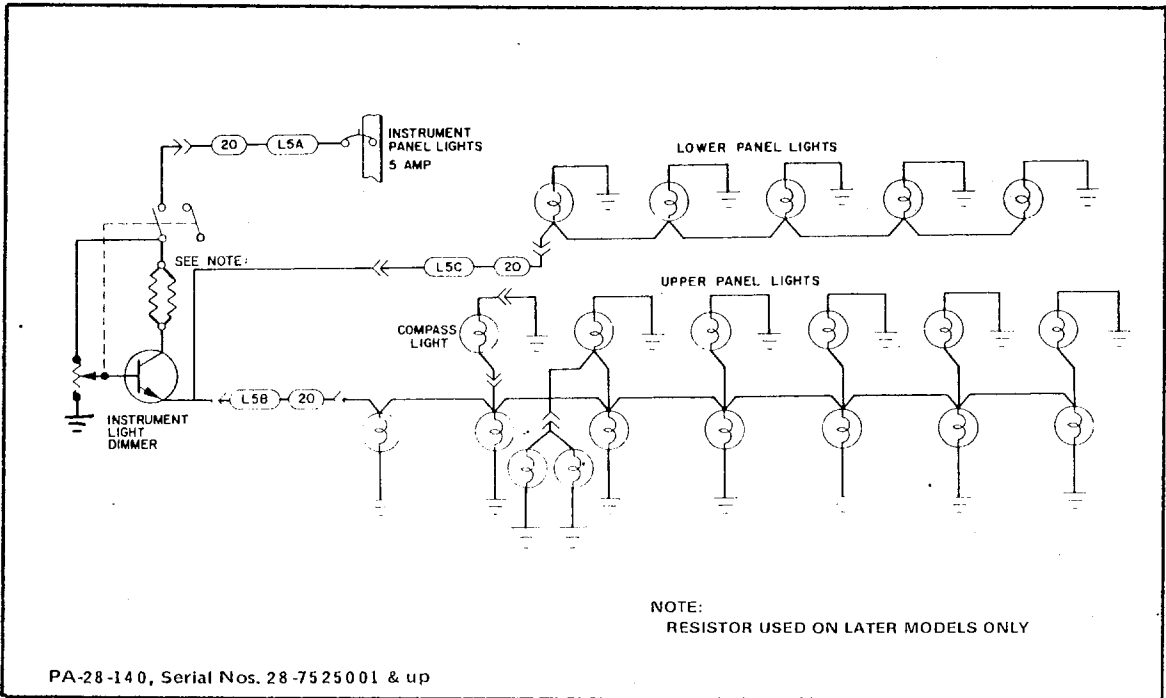 INSTRUMENT
PANEL LIGHTS
5 AMP
20
L5A
LOWER PANEL LIGHTS
SEE NOTE:
L5C
20
UPPER PANEL LIGHTS
COMPASS
LIGHT
L5B
20
INSTRUMENT
LIGHT
DIMMER
NOTE:
RESISTOR USED ON LATER MODELS ONLY
PA-28-140, Serial Nos. 28-7525001 & up